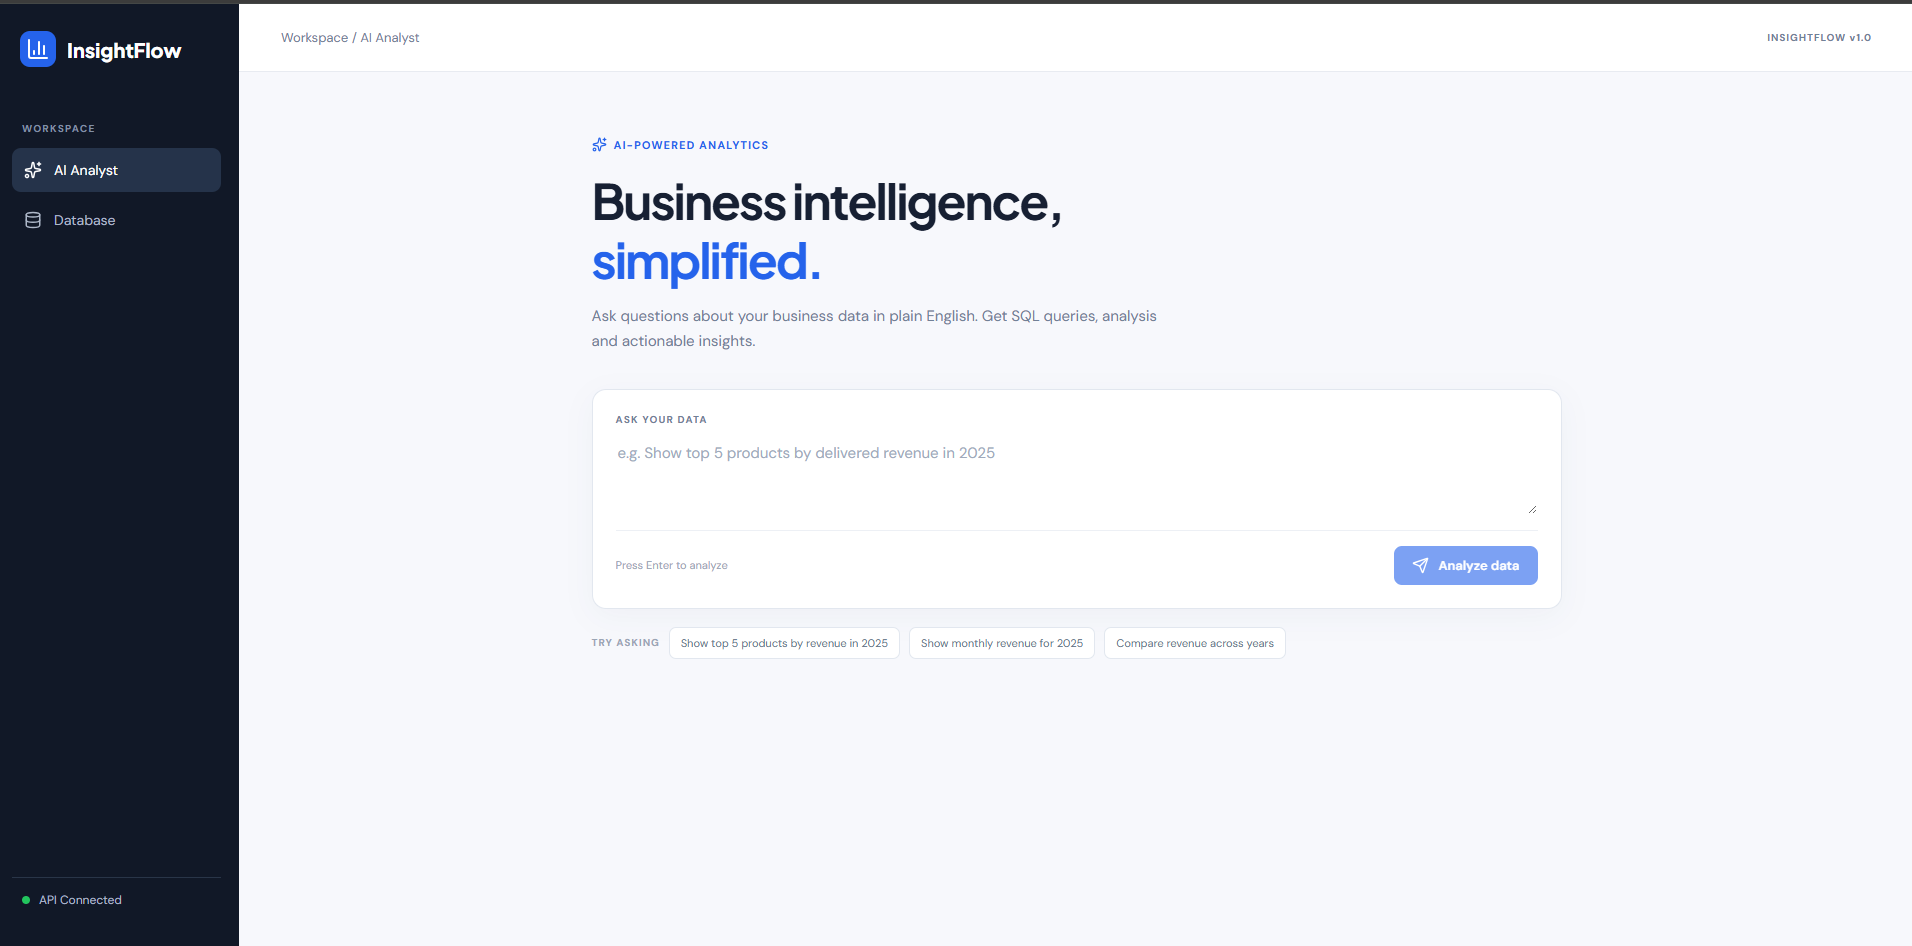 InsightFlow
WORKSPACE
AI Analyst
Database
API Connected
Workspace / AI Analyst
INSIGHTFLOW v1.0
AI-POWERED ANALYTICS
Business intelligence,
simplified.
Ask questions about your business data in plain English. Get SQL queries, analysis
and actionable insights.
ASK YOUR DATA
e.g. Show top 5 products by delivered revenue in 2025
Press Enter to analyze
Analyze data
TRY ASKING
Show top 5 products by revenue in 2025
Show monthly revenue for 2025
Compare revenue across years